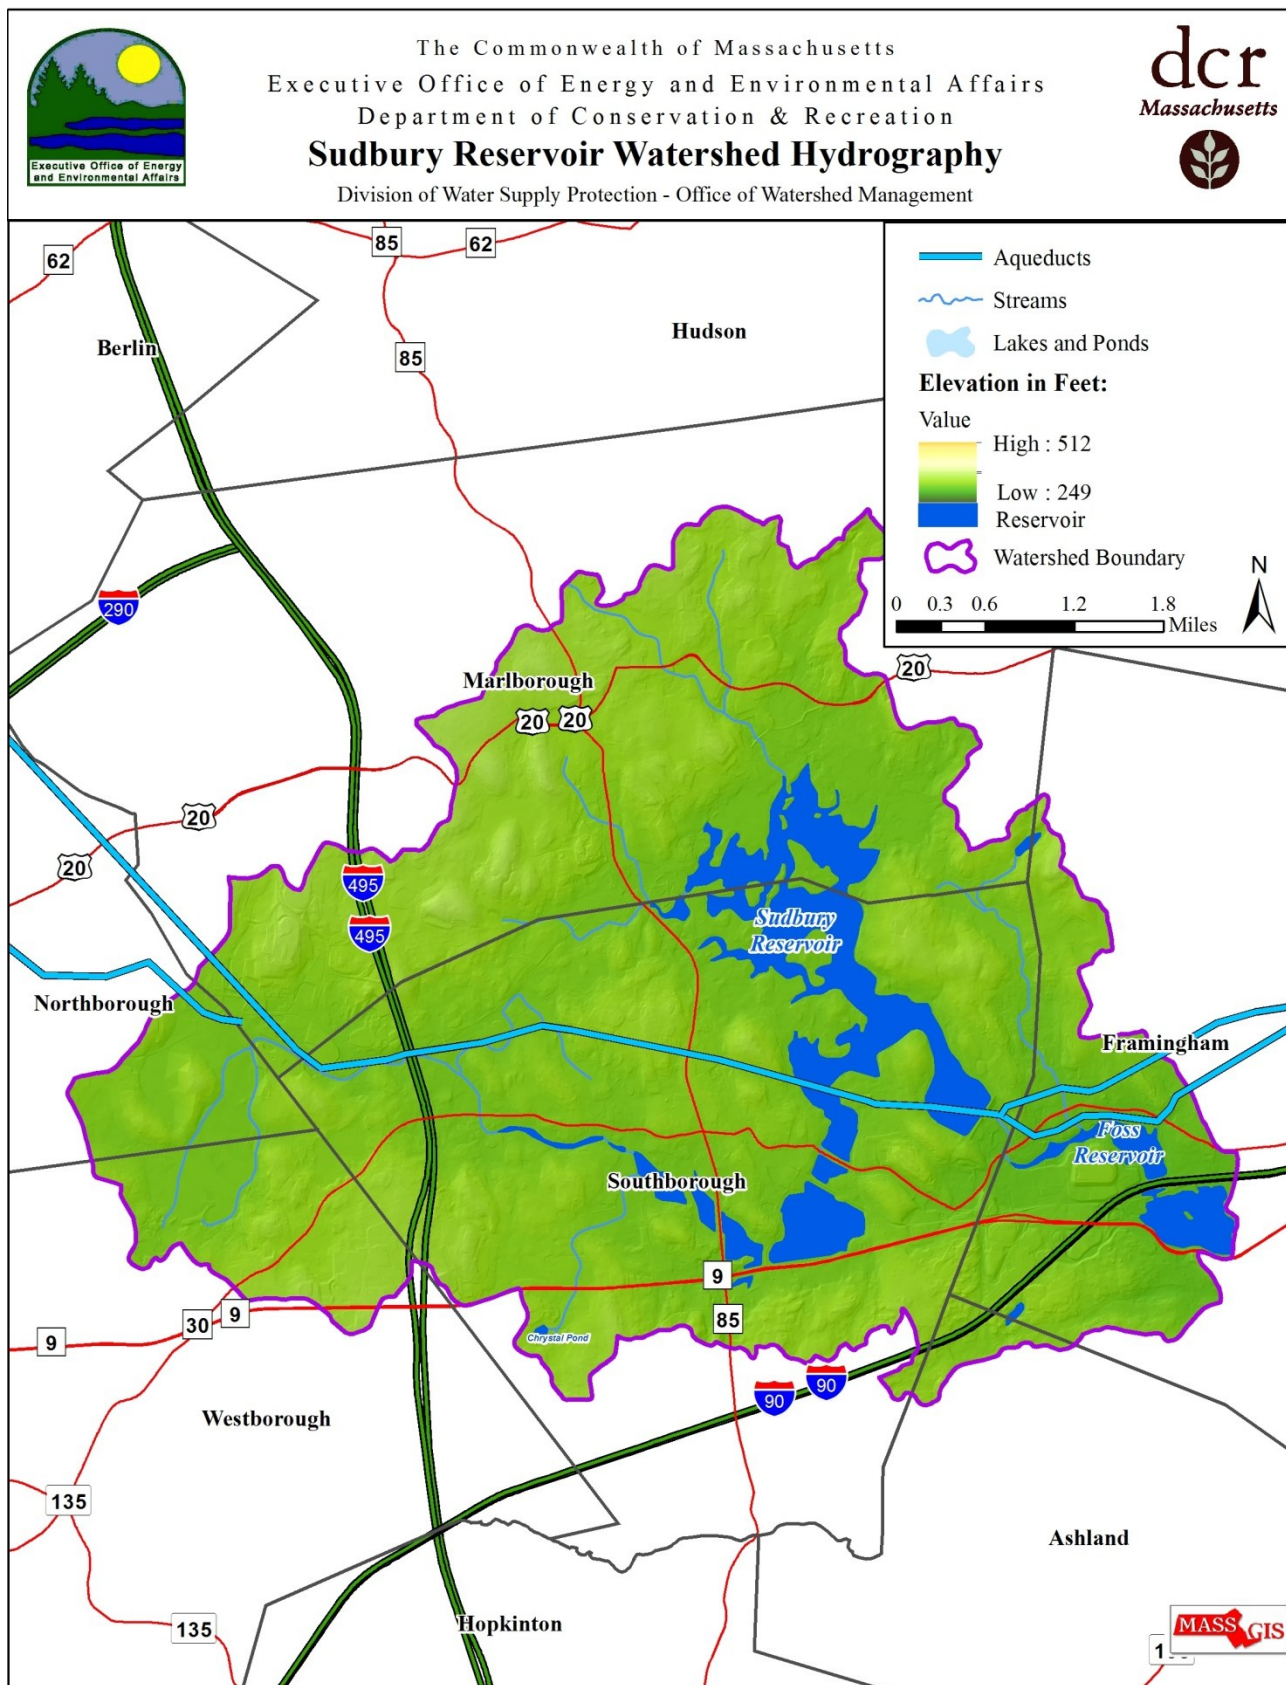 The Commonwealth of Massachusetts
Executive Office of Energy and Environmental Affairs
Department of Conservation & Recreation
Sudbury Reservoir Watershed Hydrography
Division of Water Supply Protection - Office of Watershed Management
Executive Office of Energy
and Environmental Affairs
dcr
Massachusetts
Aqueducts
Streams
Lakes and Ponds
Elevation in Feet:
Value
High : 512
Low : 249
Reservoir
Watershed Boundary
N
0 0.3 0.6 1.2 1.8
Miles
62
85
62
Hudson
Berlin
85
290
20
Marlborough
20
20
20
20
495
495
Sudbury
Reservoir
Northborough
Framingham
Foss
Reservoir
Southborough
9
9
30
9
85
Chrystal Pond
90
90
Westborough
135
Ashland
Hopkinton
135
MASS GIS